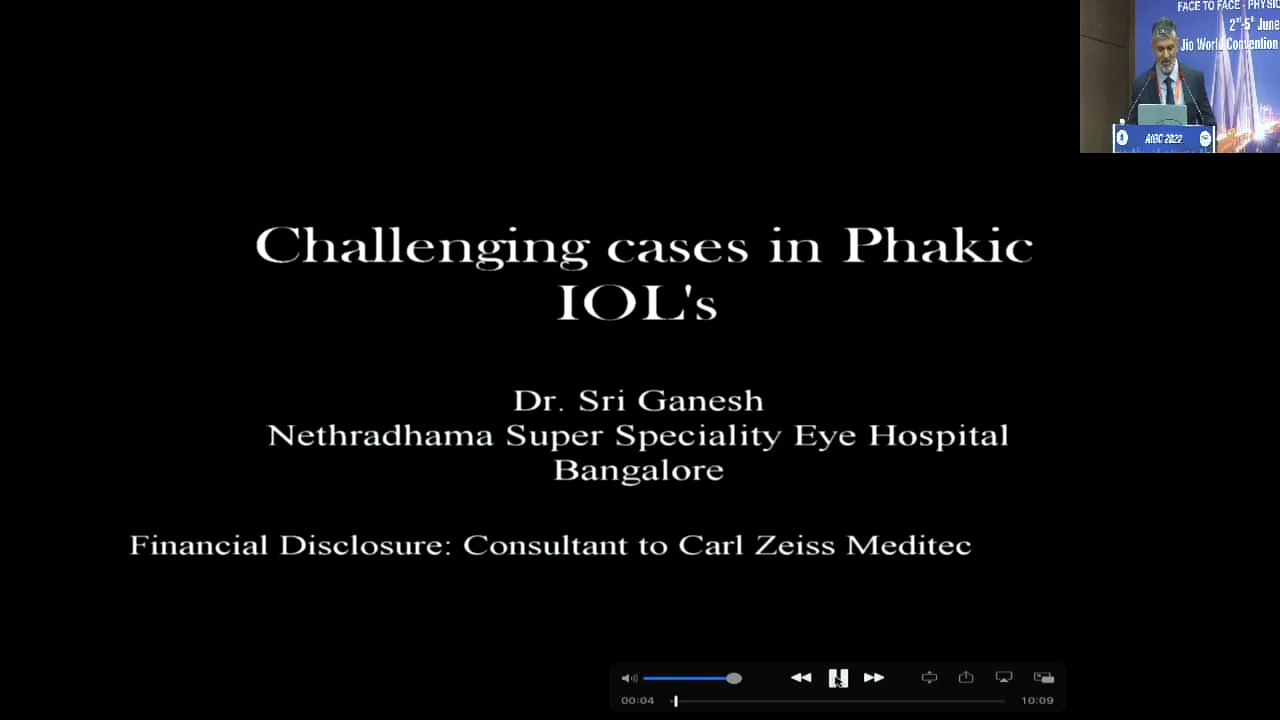 FACE TO FACE - PHYSIC
2nd-5th June
Jio World Convention
AIOC 2022
Challenging cases in Phakic
IOL's
Dr. Sri Ganesh
Nethradhama Super Speciality Eye Hospital
Bangalore
Financial Disclosure: Consultant to Carl Zeiss Meditec
00:04
10:09